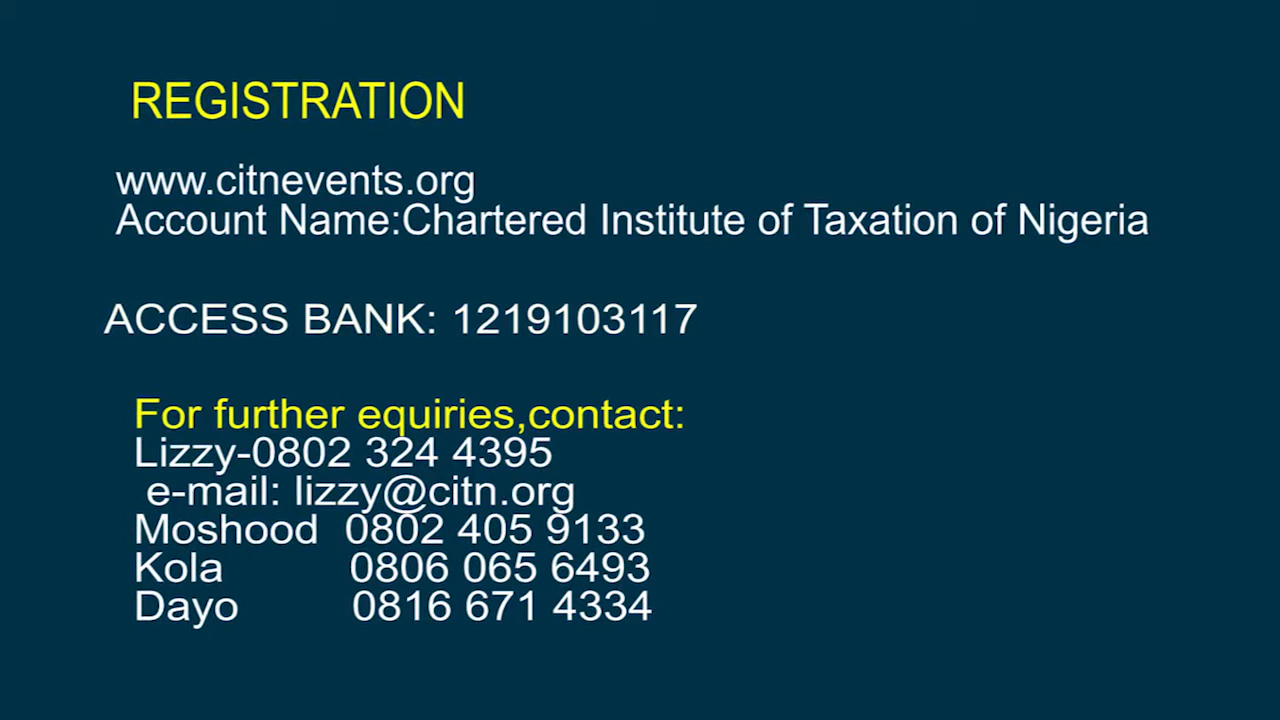 REGISTRATION
www.citnevents.org
Account Name:Chartered Institute of Taxation of Nigeria
ACCESS BANK: 1219103117
For further equiries,contact:
Lizzy-0802 324 4395
e-mail: lizzy@citn.org
Moshood 0802 405 9133
Kola 0806 065 6493
Dayo 0816 671 4334